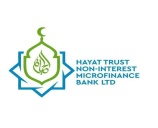 HAYAT TRUST
NON-INTEREST
MICROFINANCE
BANK LTD